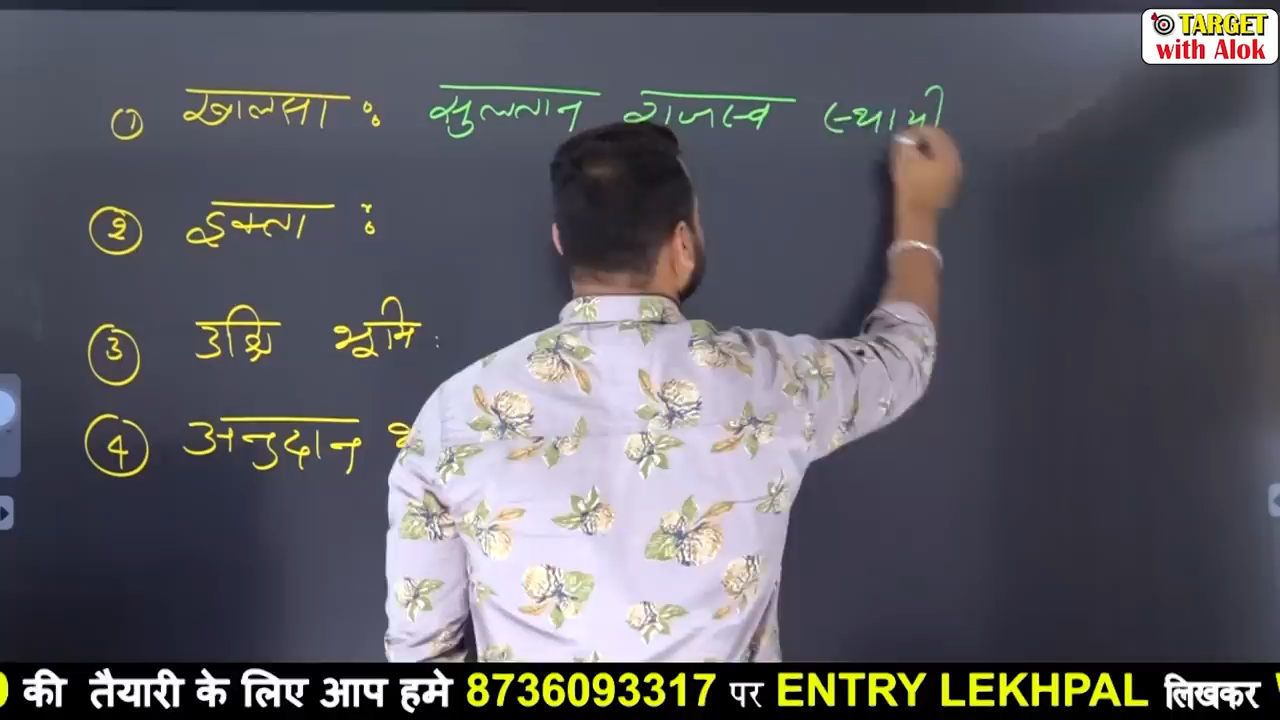 TARGET
with Alok
① खालसा : सुलतान राजस्व स्थायी
② इक्ता :
③ उश्रि भूमि :
④ अनुदान
की तैयारी के लिए आप हमे 8736093317 पर ENTRY LEKHPAL लिखकर